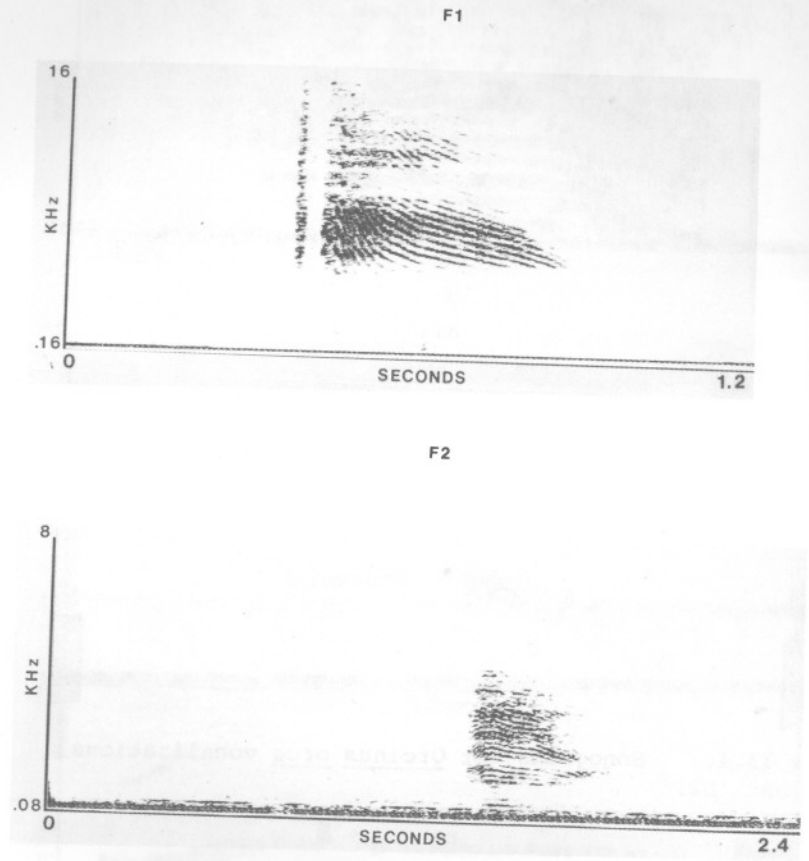 F1
16
KHz
.16
0
SECONDS
1.2
F2
8
KHz
.08
0
SECONDS
2.4